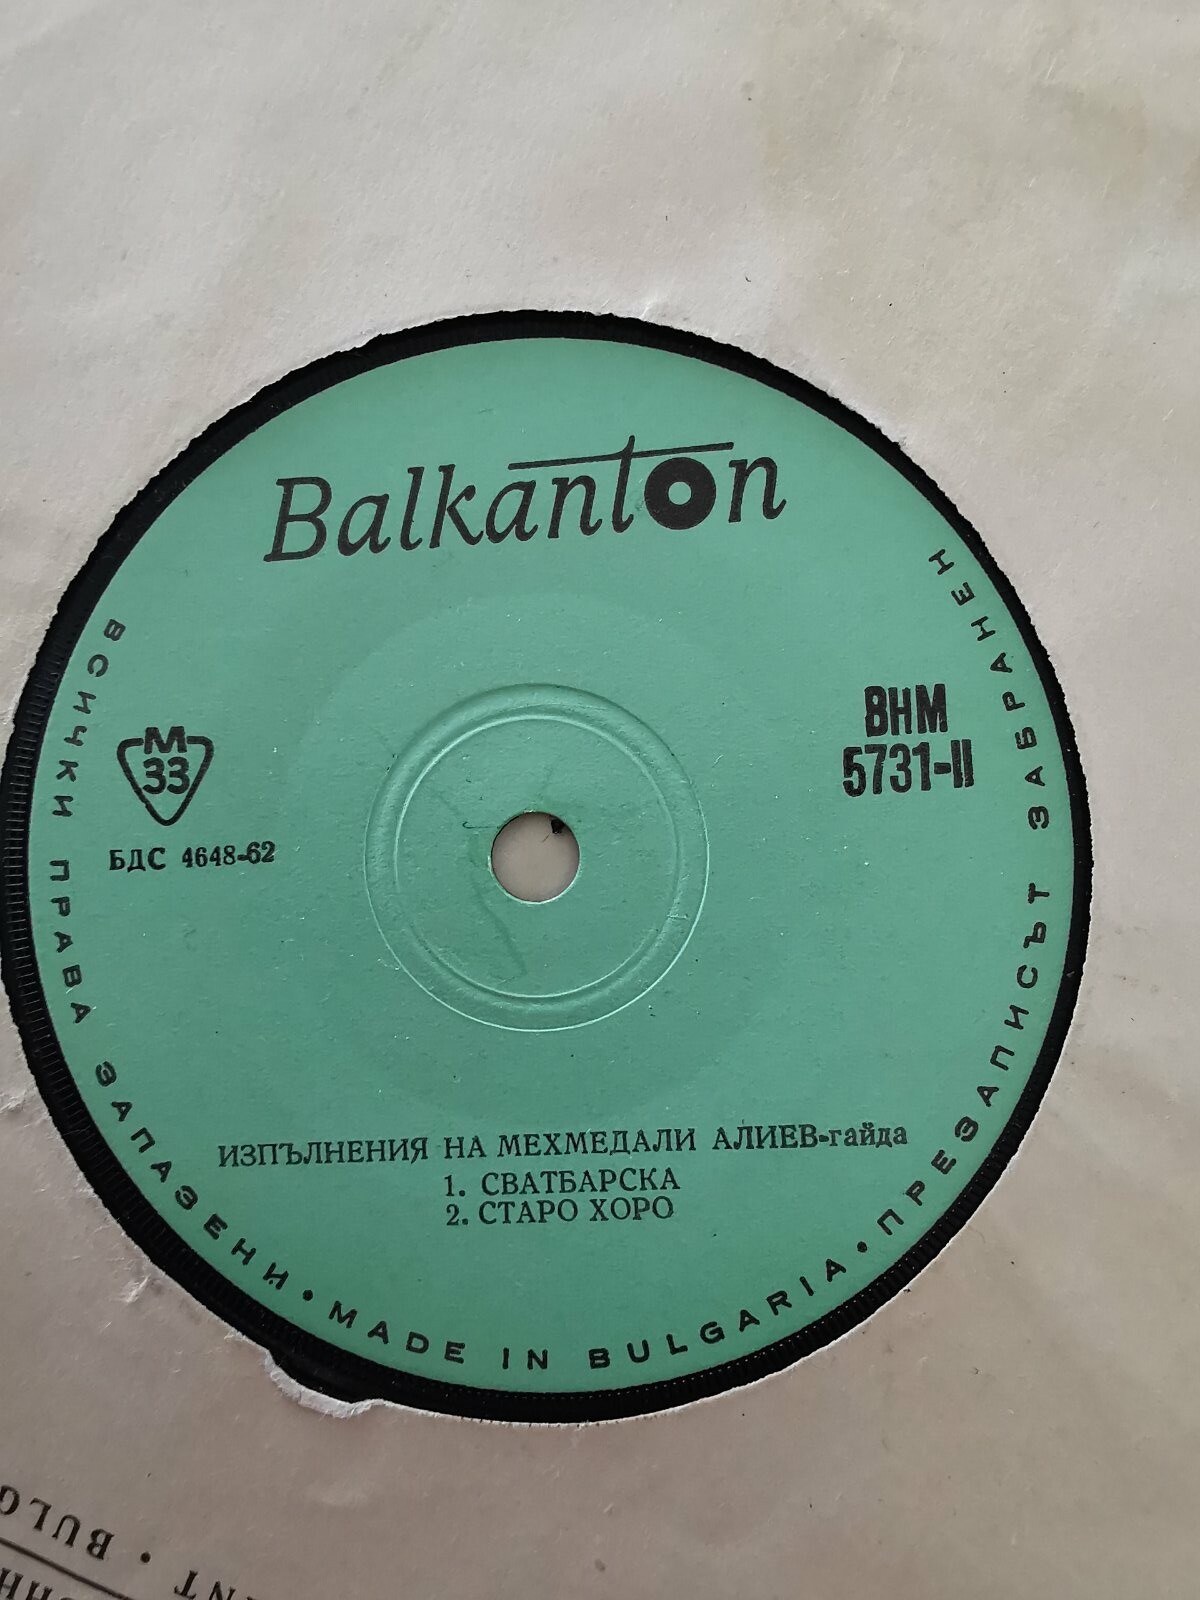 Balkanton
ВСИЧКИ ПРАВА ЗАПАЗЕНИ • MADE IN BULGARIA • ПРЕЗАПИСЪТ ЗАБРАНЕН
М
33
БДС 4648-62
ВНМ
5731-II
ИЗПЪЛНЕНИЯ НА МЕХМЕДАЛИ АЛИЕВ-гайда
1. СВАТБАРСКА
2. СТАРО ХОРО